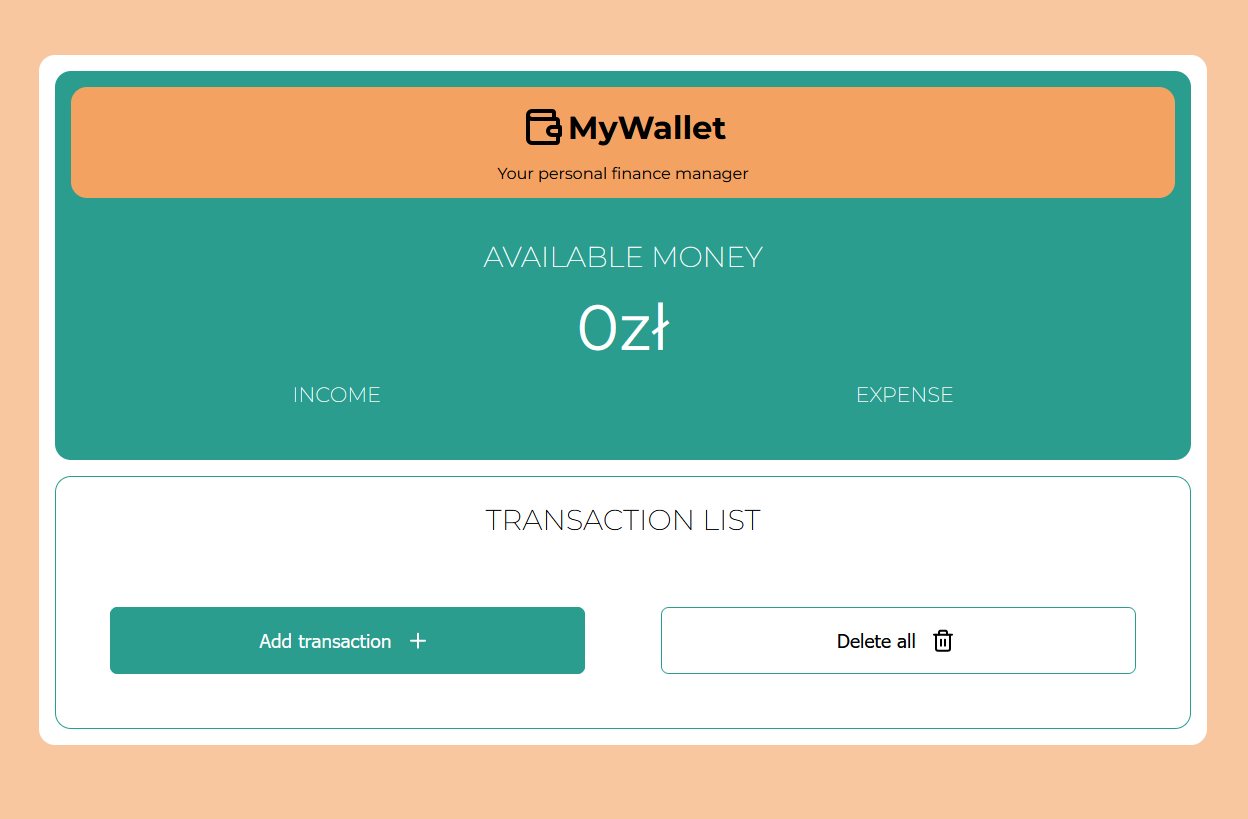 MyWallet
Your personal finance manager
AVAILABLE MONEY
0zł
INCOME
EXPENSE
TRANSACTION LIST
Add transaction +
Delete all